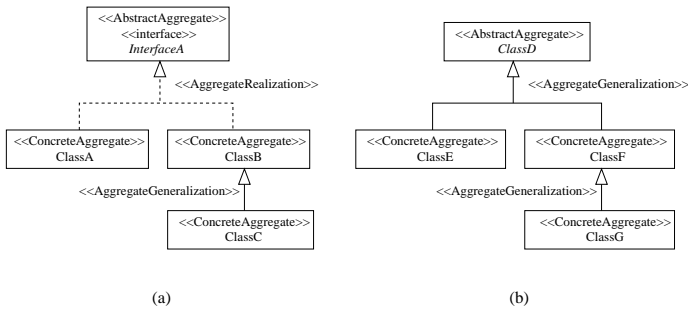 <<AbstractAggregate>>
<<interface>>
InterfaceA
<<AggregateRealization>>
<<ConcreteAggregate>>
ClassA
<<ConcreteAggregate>>
ClassB
<<AggregateGeneralization>>
<<ConcreteAggregate>>
ClassC
(a)
<<AbstractAggregate>>
ClassD
<<AggregateGeneralization>>
<<ConcreteAggregate>>
ClassE
<<ConcreteAggregate>>
ClassF
<<AggregateGeneralization>>
<<ConcreteAggregate>>
ClassG
(b)